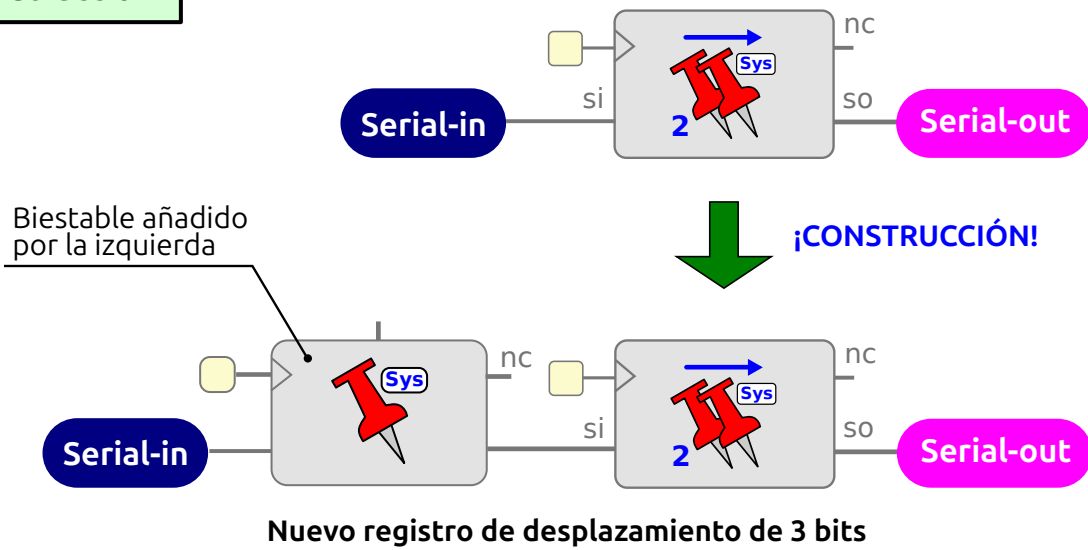 nc
Sys
si
so
2
Serial-in
Serial-out
Biestable añadido
por la izquierda
¡CONSTRUCCIÓN!
nc
nc
Sys
Sys
si
so
2
Serial-in
Serial-out
Nuevo registro de desplazamiento de 3 bits